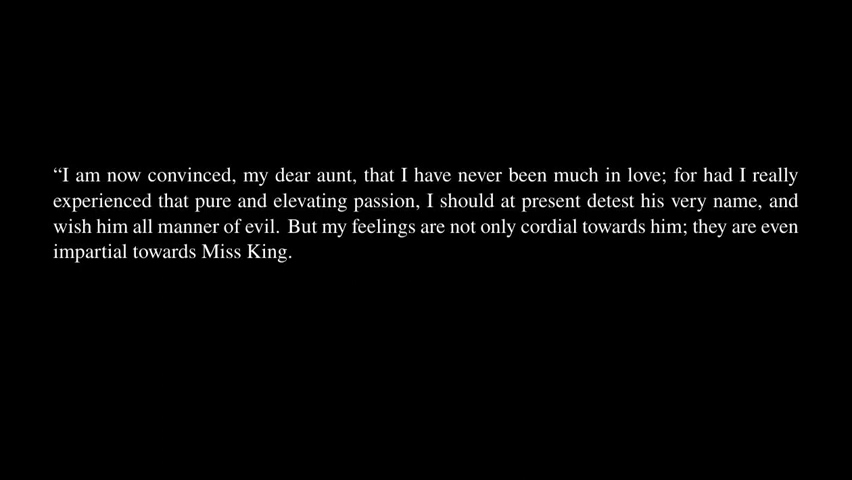 “I am now convinced, my dear aunt, that I have never been much in love; for had I really
experienced that pure and elevating passion, I should at present detest his very name, and
wish him all manner of evil. But my feelings are not only cordial towards him; they are even
impartial towards Miss King.